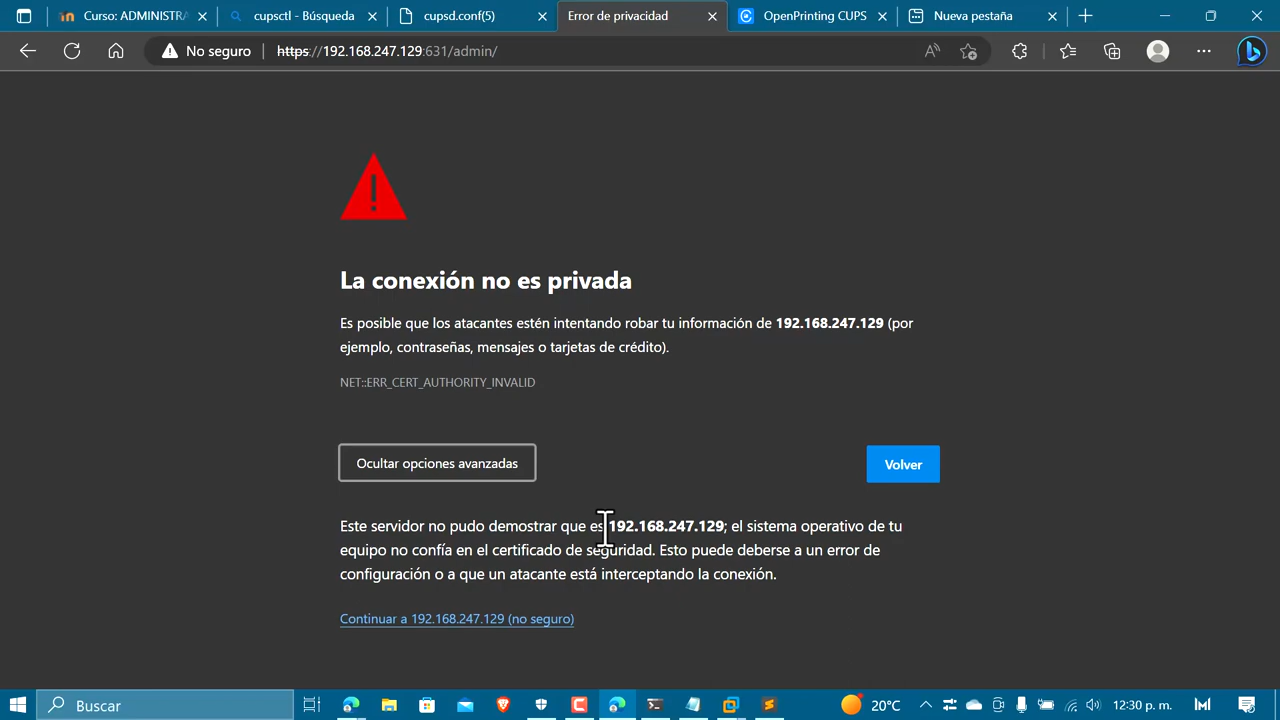 Curso: ADMINISTRA
cupsctl - Búsqueda
cupsd.conf(5)
Error de privacidad
OpenPrinting CUPS
Nueva pestaña
No seguro
https://192.168.247.129:631/admin/
La conexión no es privada
Es posible que los atacantes estén intentando robar tu información de 192.168.247.129 (por
ejemplo, contraseñas, mensajes o tarjetas de crédito).
NET::ERR_CERT_AUTHORITY_INVALID
Ocultar opciones avanzadas
Volver
Este servidor no pudo demostrar que es 192.168.247.129; el sistema operativo de tu
equipo no confía en el certificado de seguridad. Esto puede deberse a un error de
configuración o a que un atacante está interceptando la conexión.
Continuar a 192.168.247.129 (no seguro)
Buscar
20°C
12:30 p. m.